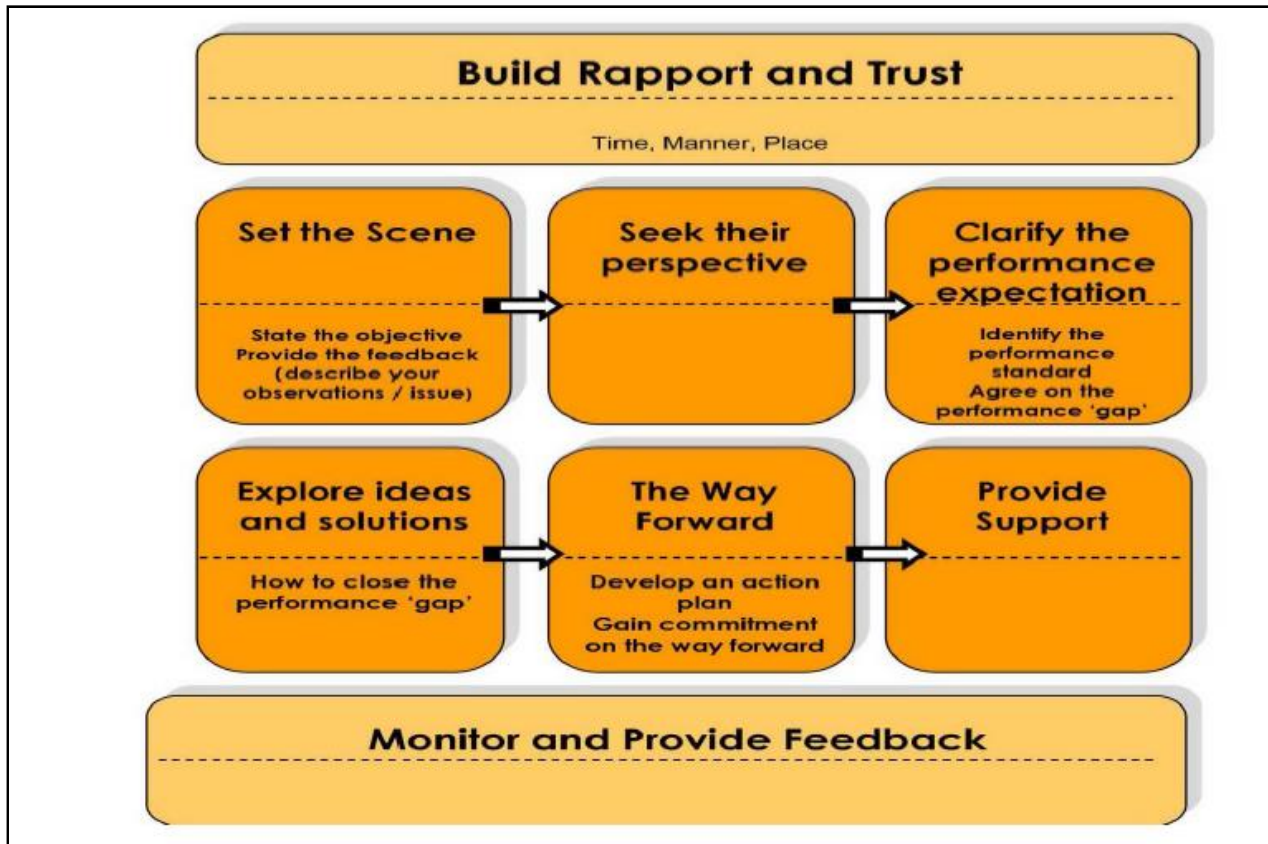 Build Rapport and Trust
Time, Manner, Place
Set the Scene
State the objective
Provide the feedback
(describe your
observations / issue)
Seek their
perspective
Clarify the
performance
expectation
Identify the
performance
standard
Agree on the
performance ‘gap’
Explore ideas
and solutions
How to close the
performance ‘gap’
The Way
Forward
Develop an action
plan
Gain commitment
on the way forward
Provide
Support
Monitor and Provide Feedback